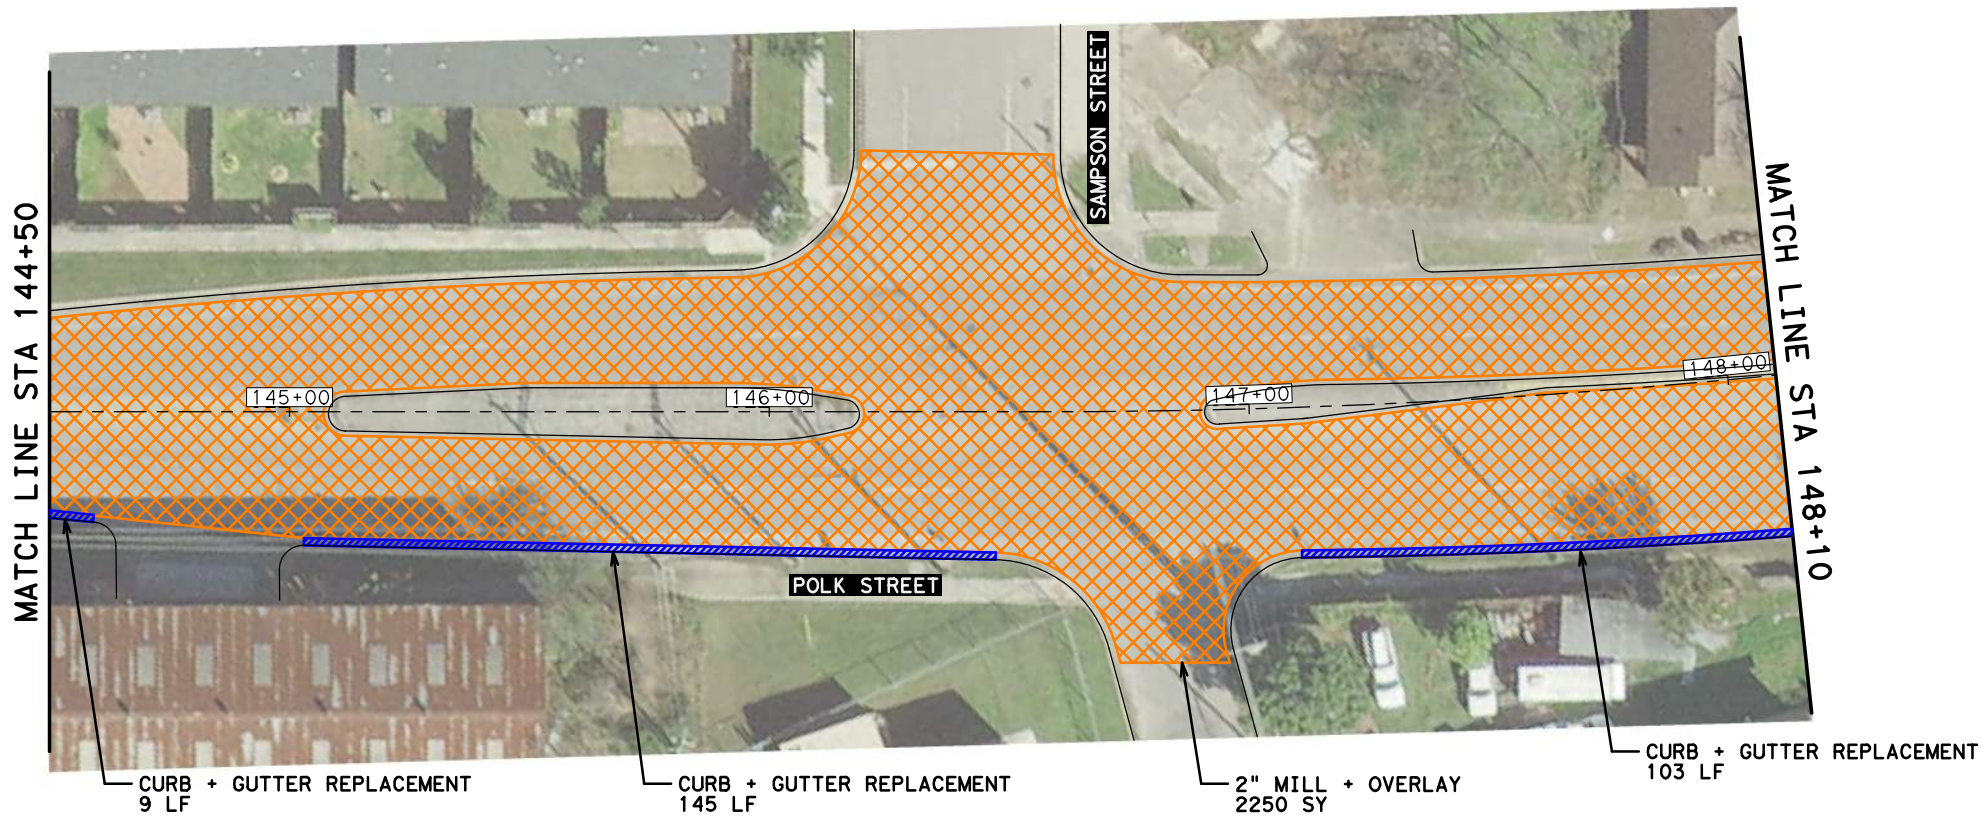 SAMPSON STREET
MATCH LINE STA 144+50
MATCH LINE STA 148+10
145+00
146+00
147+00
148+00
POLK STREET
CURB + GUTTER REPLACEMENT
9 LF
CURB + GUTTER REPLACEMENT
145 LF
2" MILL + OVERLAY
2250 SY
CURB + GUTTER REPLACEMENT
103 LF